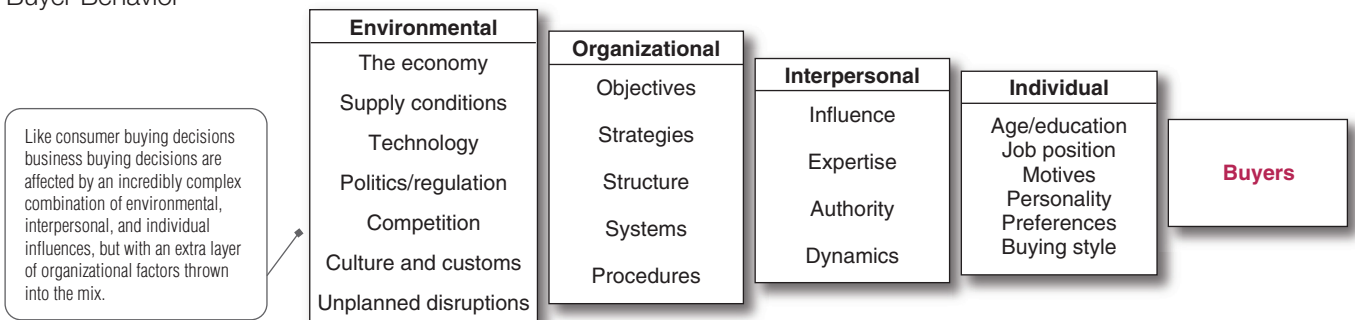 Buyer Behavior
Like consumer buying decisions
business buying decisions are
affected by an incredibly complex
combination of environmental,
interpersonal, and individual
influences, but with an extra layer
of organizational factors thrown
into the mix.
Environmental
The economy
Supply conditions
Technology
Politics/regulation
Competition
Culture and customs
Unplanned disruptions
Organizational
Objectives
Strategies
Structure
Systems
Procedures
Interpersonal
Influence
Expertise
Authority
Dynamics
Individual
Age/education
Job position
Motives
Personality
Preferences
Buying style
Buyers